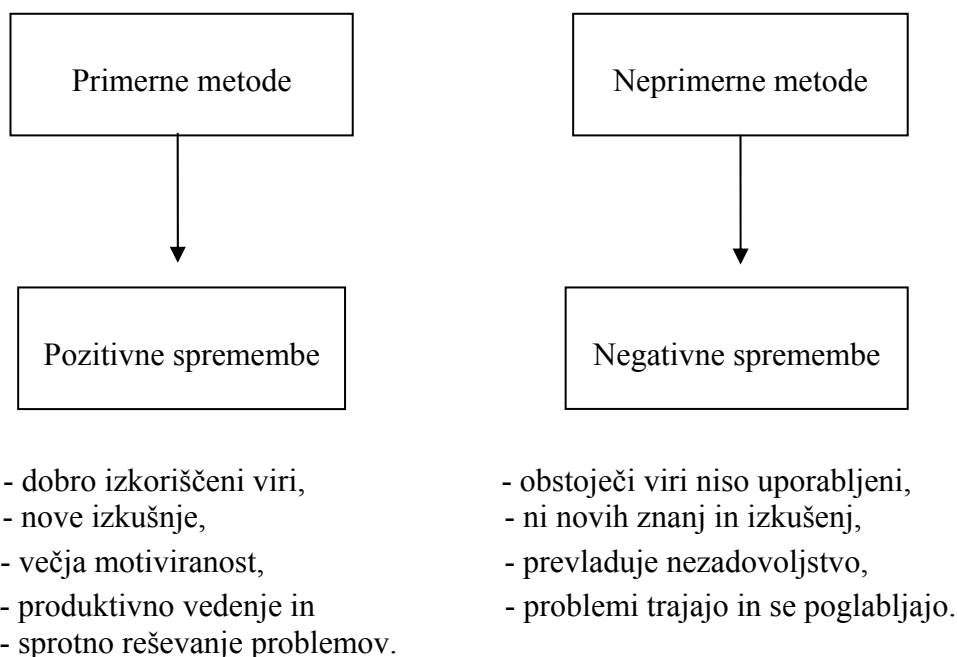 Primerne metode
Neprimerne metode
Pozitivne spremembe
Negativne spremembe
- dobro izkoriščeni viri,
- nove izkušnje,
- večja motiviranost,
- produktivno vedenje in
- sprotno reševanje problemov.
- obstoječi viri niso uporabljeni,
- ni novih znanj in izkušenj,
- prevladuje nezadovoljstvo,
- problemi trajajo in se poglabljajo.